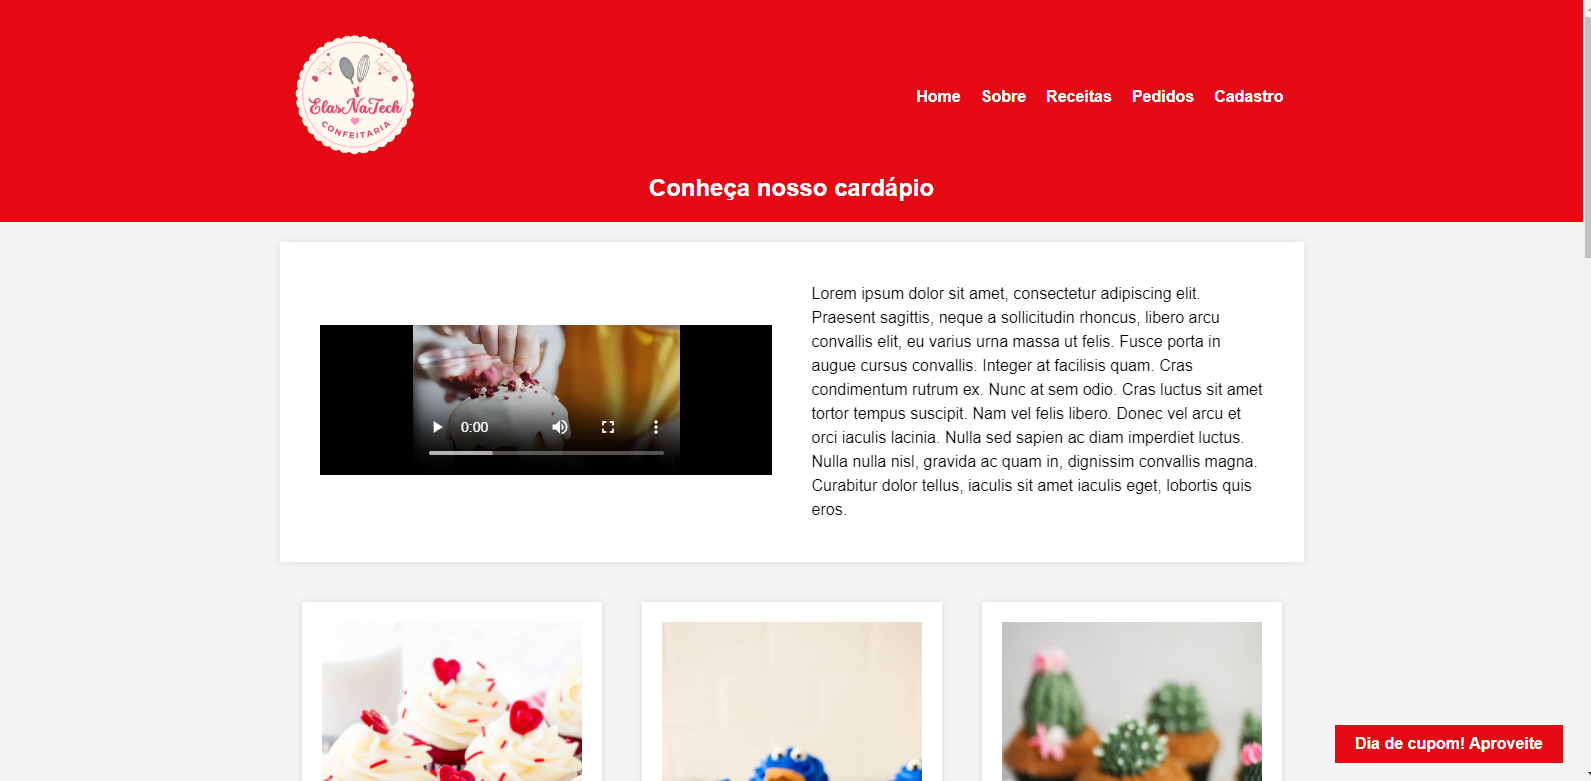 ElasNaTech
CONFEITARIA
Home Sobre Receitas Pedidos Cadastro
Conheça nosso cardápio
0:00
Lorem ipsum dolor sit amet, consectetur adipiscing elit.
Praesent sagittis, neque a sollicitudin rhoncus, libero arcu
convallis elit, eu varius urna massa ut felis. Fusce porta in
augue cursus convallis. Integer at facilisis quam. Cras
condimentum rutrum ex. Nunc at sem odio. Cras luctus sit amet
tortor tempus suscipit. Nam vel felis libero. Donec vel arcu et
orci iaculis lacinia. Nulla sed sapien ac diam imperdiet luctus.
Nulla nulla nisl, gravida ac quam in, dignissim convallis magna.
Curabitur dolor tellus, iaculis sit amet iaculis eget, lobortis quis
eros.
Dia de cupom! Aproveite